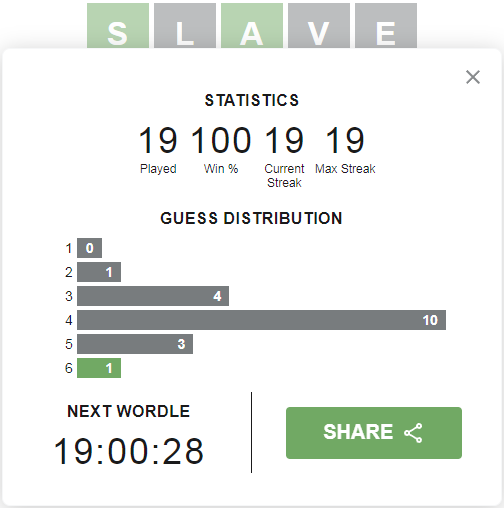 S L A V E
STATISTICS
19 100 19 19
Played Win % Current Streak Max Streak
GUESS DISTRIBUTION
1 0
2 1
3 4
4 10
5 3
6 1
NEXT WORDLE
19:00:28
SHARE